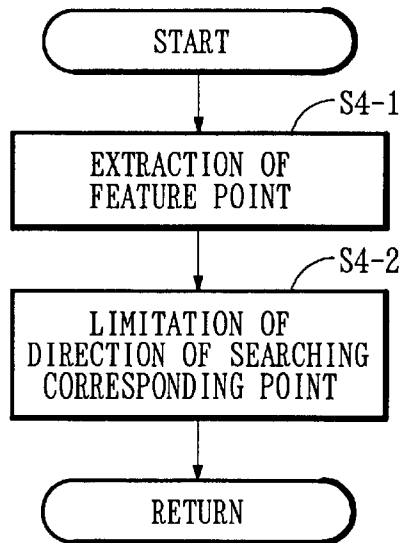 START
S4-1
EXTRACTION OF
FEATURE POINT
S4-2
LIMITATION OF
DIRECTION OF SEARCHING
CORRESPONDING POINT
RETURN